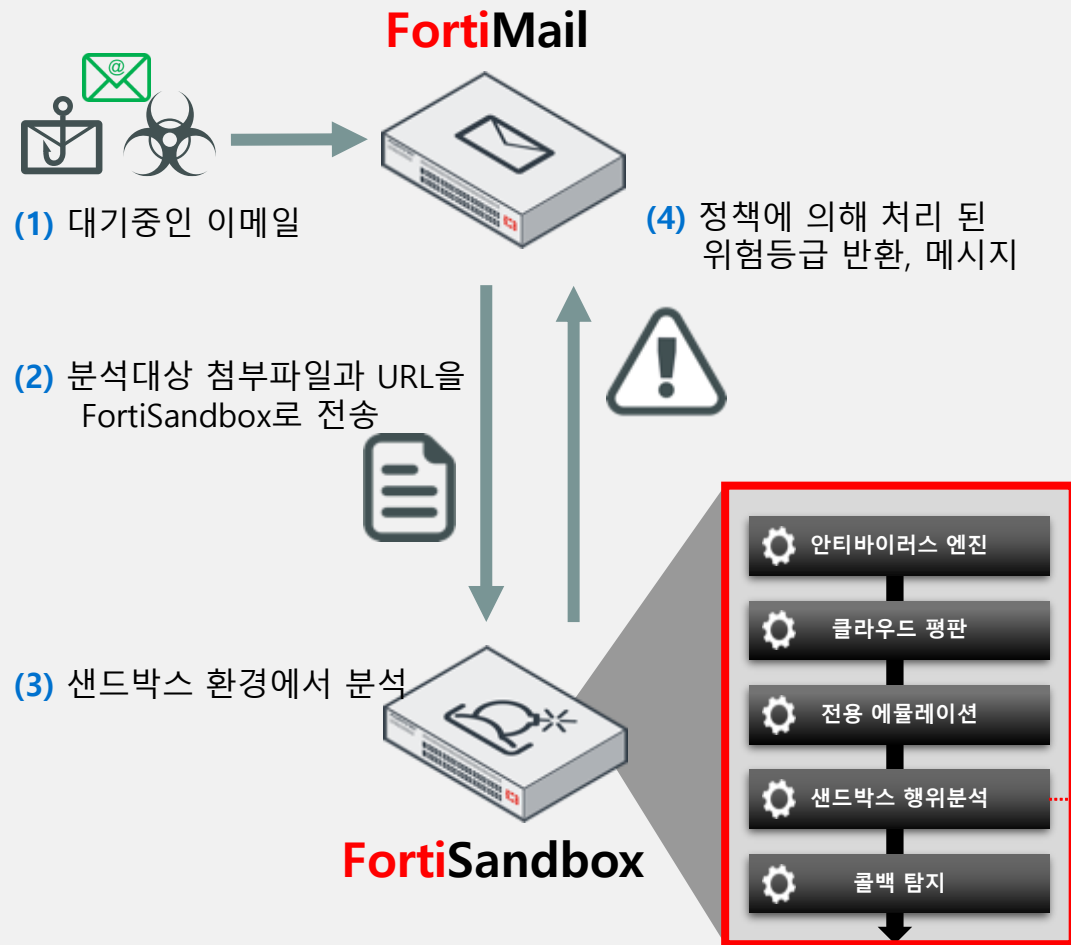 FortiMail
@
(1) 대기중인 이메일
(4) 정책에 의해 처리 된
위험등급 반환, 메시지
(2) 분석대상 첨부파일과 URL을
FortiSandbox로 전송
(3) 샌드박스 환경에서 분석
FortiSandbox
안티바이러스 엔진
클라우드 평판
전용 에뮬레이션
샌드박스 행위분석
콜백 탐지